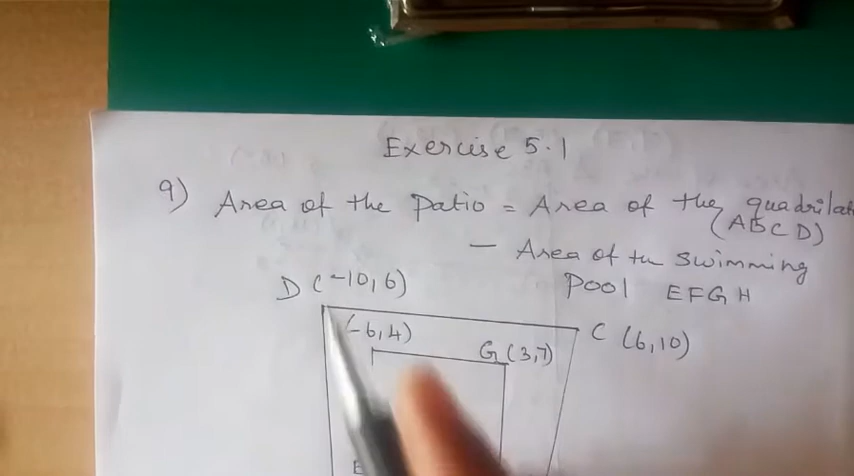 Exercise 5.1
9) Area of the Patio = Area of the
(ABCD)
— Area of the swimming
Pool EFGH
D (-10,6)
(-6,4)
G(3,7)
C (6,10)
E